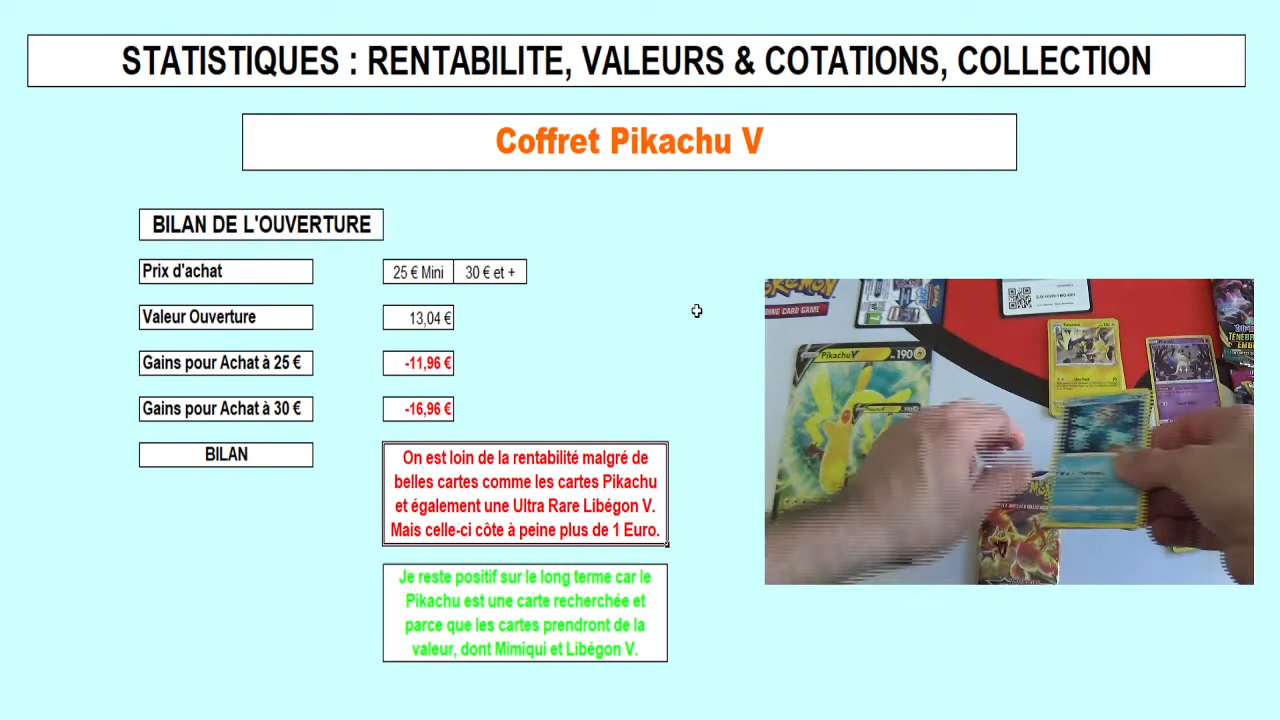 STATISTIQUES : RENTABILITE, VALEURS & COTATIONS, COLLECTION
Coffret Pikachu V
BILAN DE L'OUVERTURE
Prix d'achat
25 € Mini
30 € et +
Valeur Ouverture
13,04 €
Gains pour Achat à 25 €
-11,96 €
Gains pour Achat à 30 €
-16,96 €
BILAN
On est loin de la rentabilité malgré de
belles cartes comme les cartes Pikachu
et également une Ultra Rare Libégon V.
Mais celle-ci côte à peine plus de 1 Euro.
Je reste positif sur le long terme car le
Pikachu est une carte recherchée et
parce que les cartes prendront de la
valeur, dont Mimiqui et Libégon V.
POKÉMON
TRADING CARD GAME
Pikachu V
190